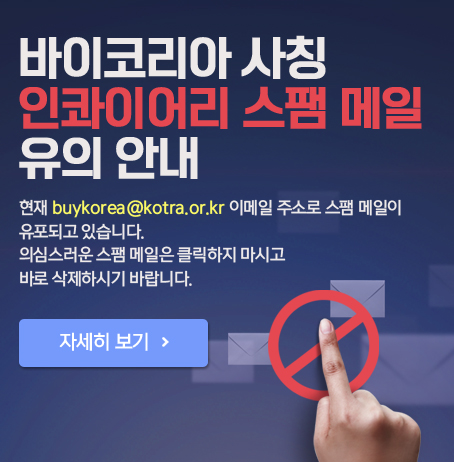 바이코리아 사칭
인콰이어리 스팸 메일
유의 안내
현재 buykorea@kotra.or.kr 이메일 주소로 스팸 메일이
유포되고 있습니다.
의심스러운 스팸 메일은 클릭하지 마시고
바로 삭제하시기 바랍니다.
자세히 보기 >